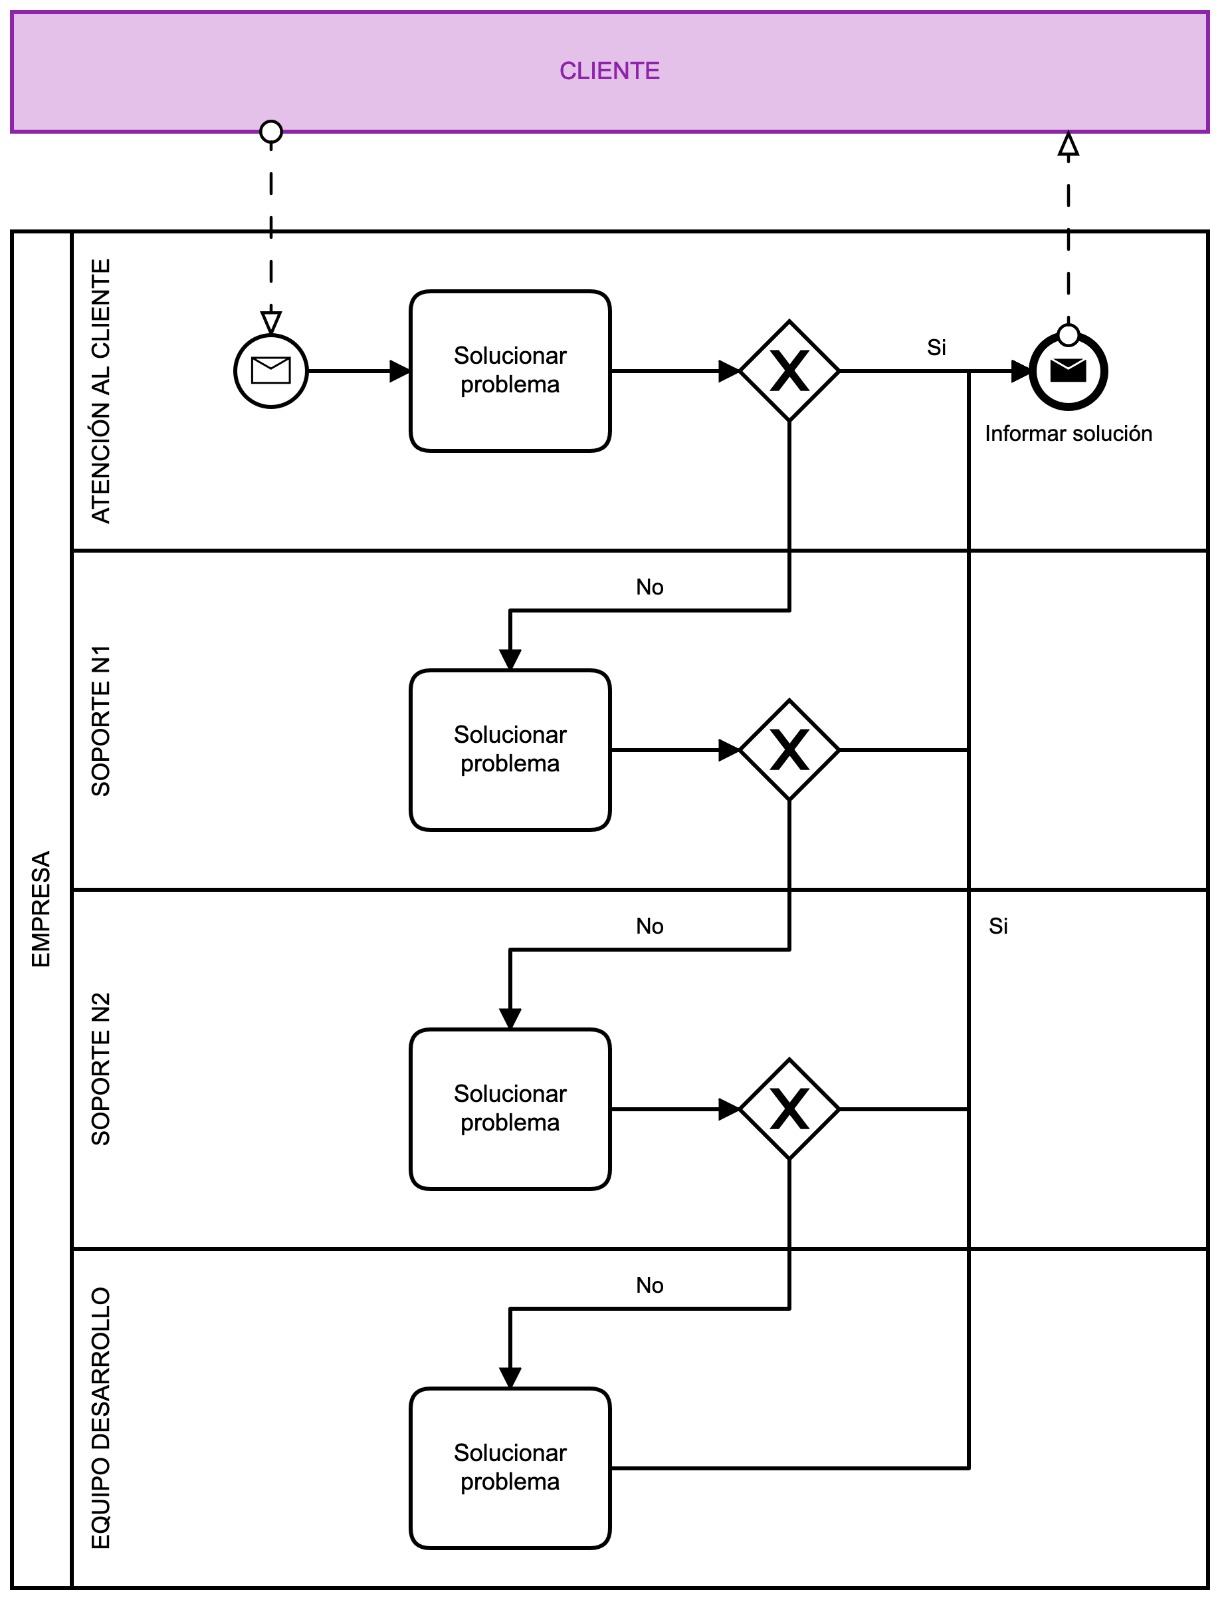 CLIENTE
EMPRESA
ATENCIÓN AL CLIENTE
Solucionar
problema
X
Si
Informar solución
No
SOPORTE N1
Solucionar
problema
X
No
Si
SOPORTE N2
Solucionar
problema
X
No
EQUIPO DESARROLLO
Solucionar
problema